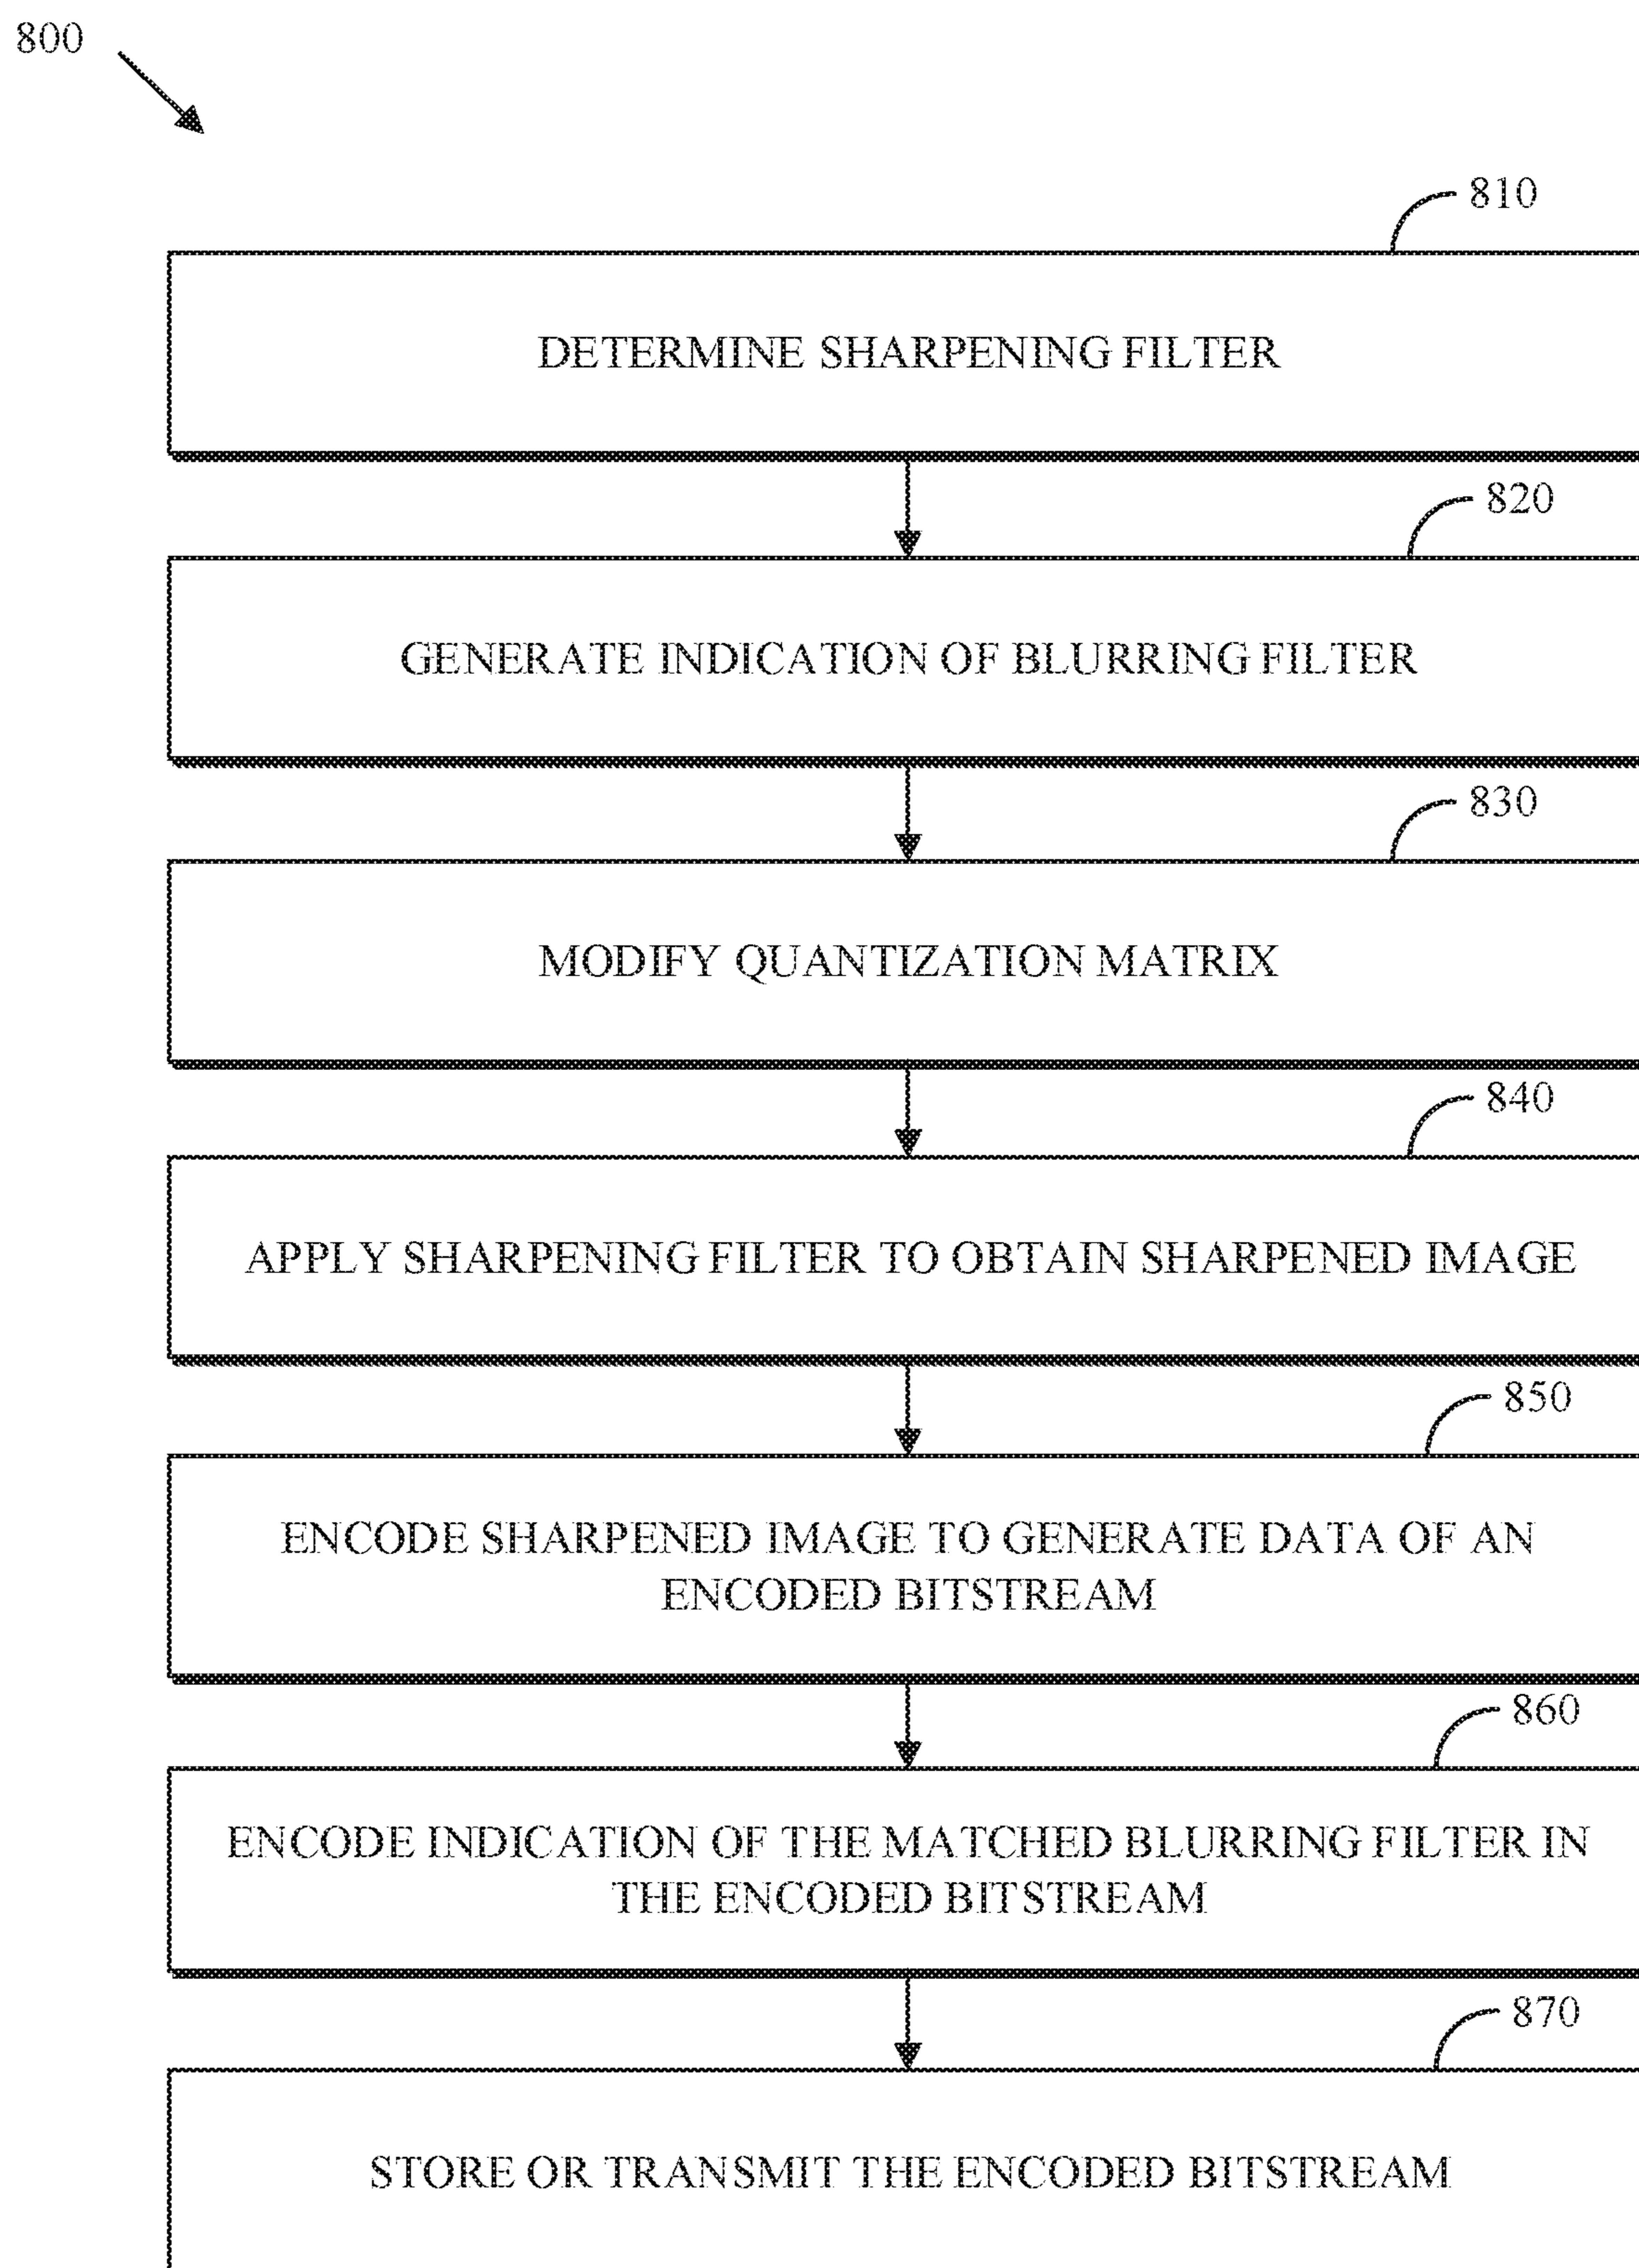 800
810
DETERMINE SHARPENING FILTER
820
GENERATE INDICATION OF BLURRING FILTER
830
MODIFY QUANTIZATION MATRIX
840
APPLY SHARPENING FILTER TO OBTAIN SHARPENED IMAGE
850
ENCODE SHARPENED IMAGE TO GENERATE DATA OF AN
ENCODED BITSTREAM
860
ENCODE INDICATION OF THE MATCHED BLURRING FILTER IN
THE ENCODED BITSTREAM
870
STORE OR TRANSMIT THE ENCODED BITSTREAM